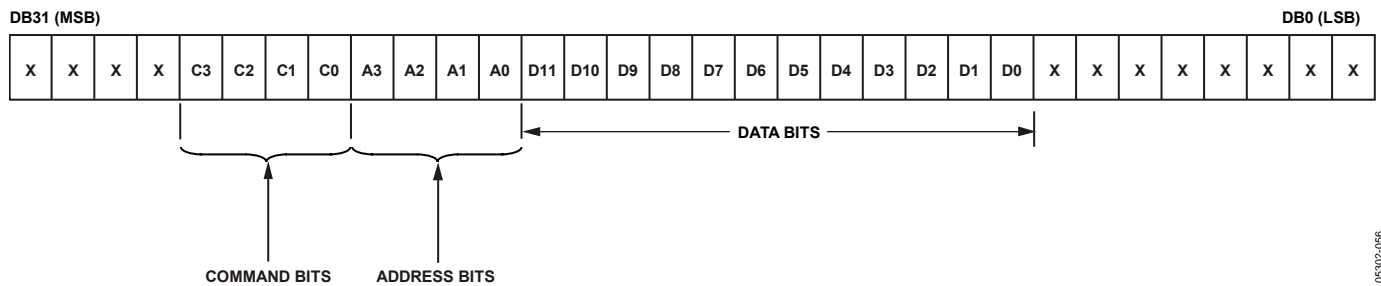 DB31 (MSB) DB0 (LSB)
X X X X C3 C2 C1 C0 A3 A2 A1 A0 D11 D10 D9 D8 D7 D6 D5 D4 D3 D2 D1 D0 X X X X X X X X
DATA BITS
COMMAND BITS ADDRESS BITS
05302-056